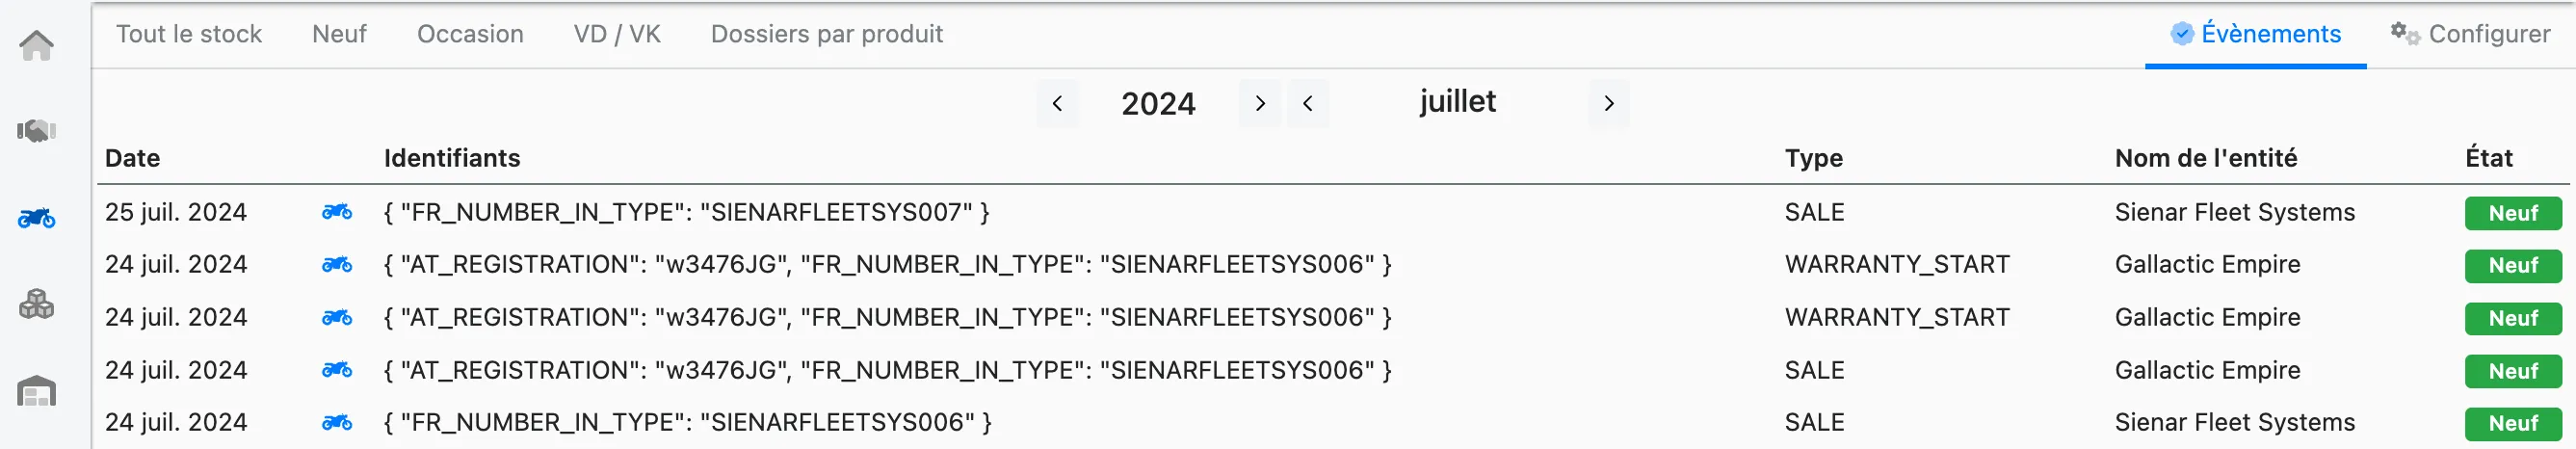 Tout le stock Neuf Occasion VD / VK Dossiers par produit Évènements Configurer
2024 juillet
Date Identifiants Type Nom de l'entité État
25 juil. 2024 { "FR_NUMBER_IN_TYPE": "SIENARFLEETSYS007" } SALE Sienar Fleet Systems Neuf
24 juil. 2024 { "AT_REGISTRATION": "w3476JG", "FR_NUMBER_IN_TYPE": "SIENARFLEETSYS006" } WARRANTY_START Gallactic Empire Neuf
24 juil. 2024 { "AT_REGISTRATION": "w3476JG", "FR_NUMBER_IN_TYPE": "SIENARFLEETSYS006" } WARRANTY_START Gallactic Empire Neuf
24 juil. 2024 { "AT_REGISTRATION": "w3476JG", "FR_NUMBER_IN_TYPE": "SIENARFLEETSYS006" } SALE Gallactic Empire Neuf
24 juil. 2024 { "FR_NUMBER_IN_TYPE": "SIENARFLEETSYS006" } SALE Sienar Fleet Systems Neuf